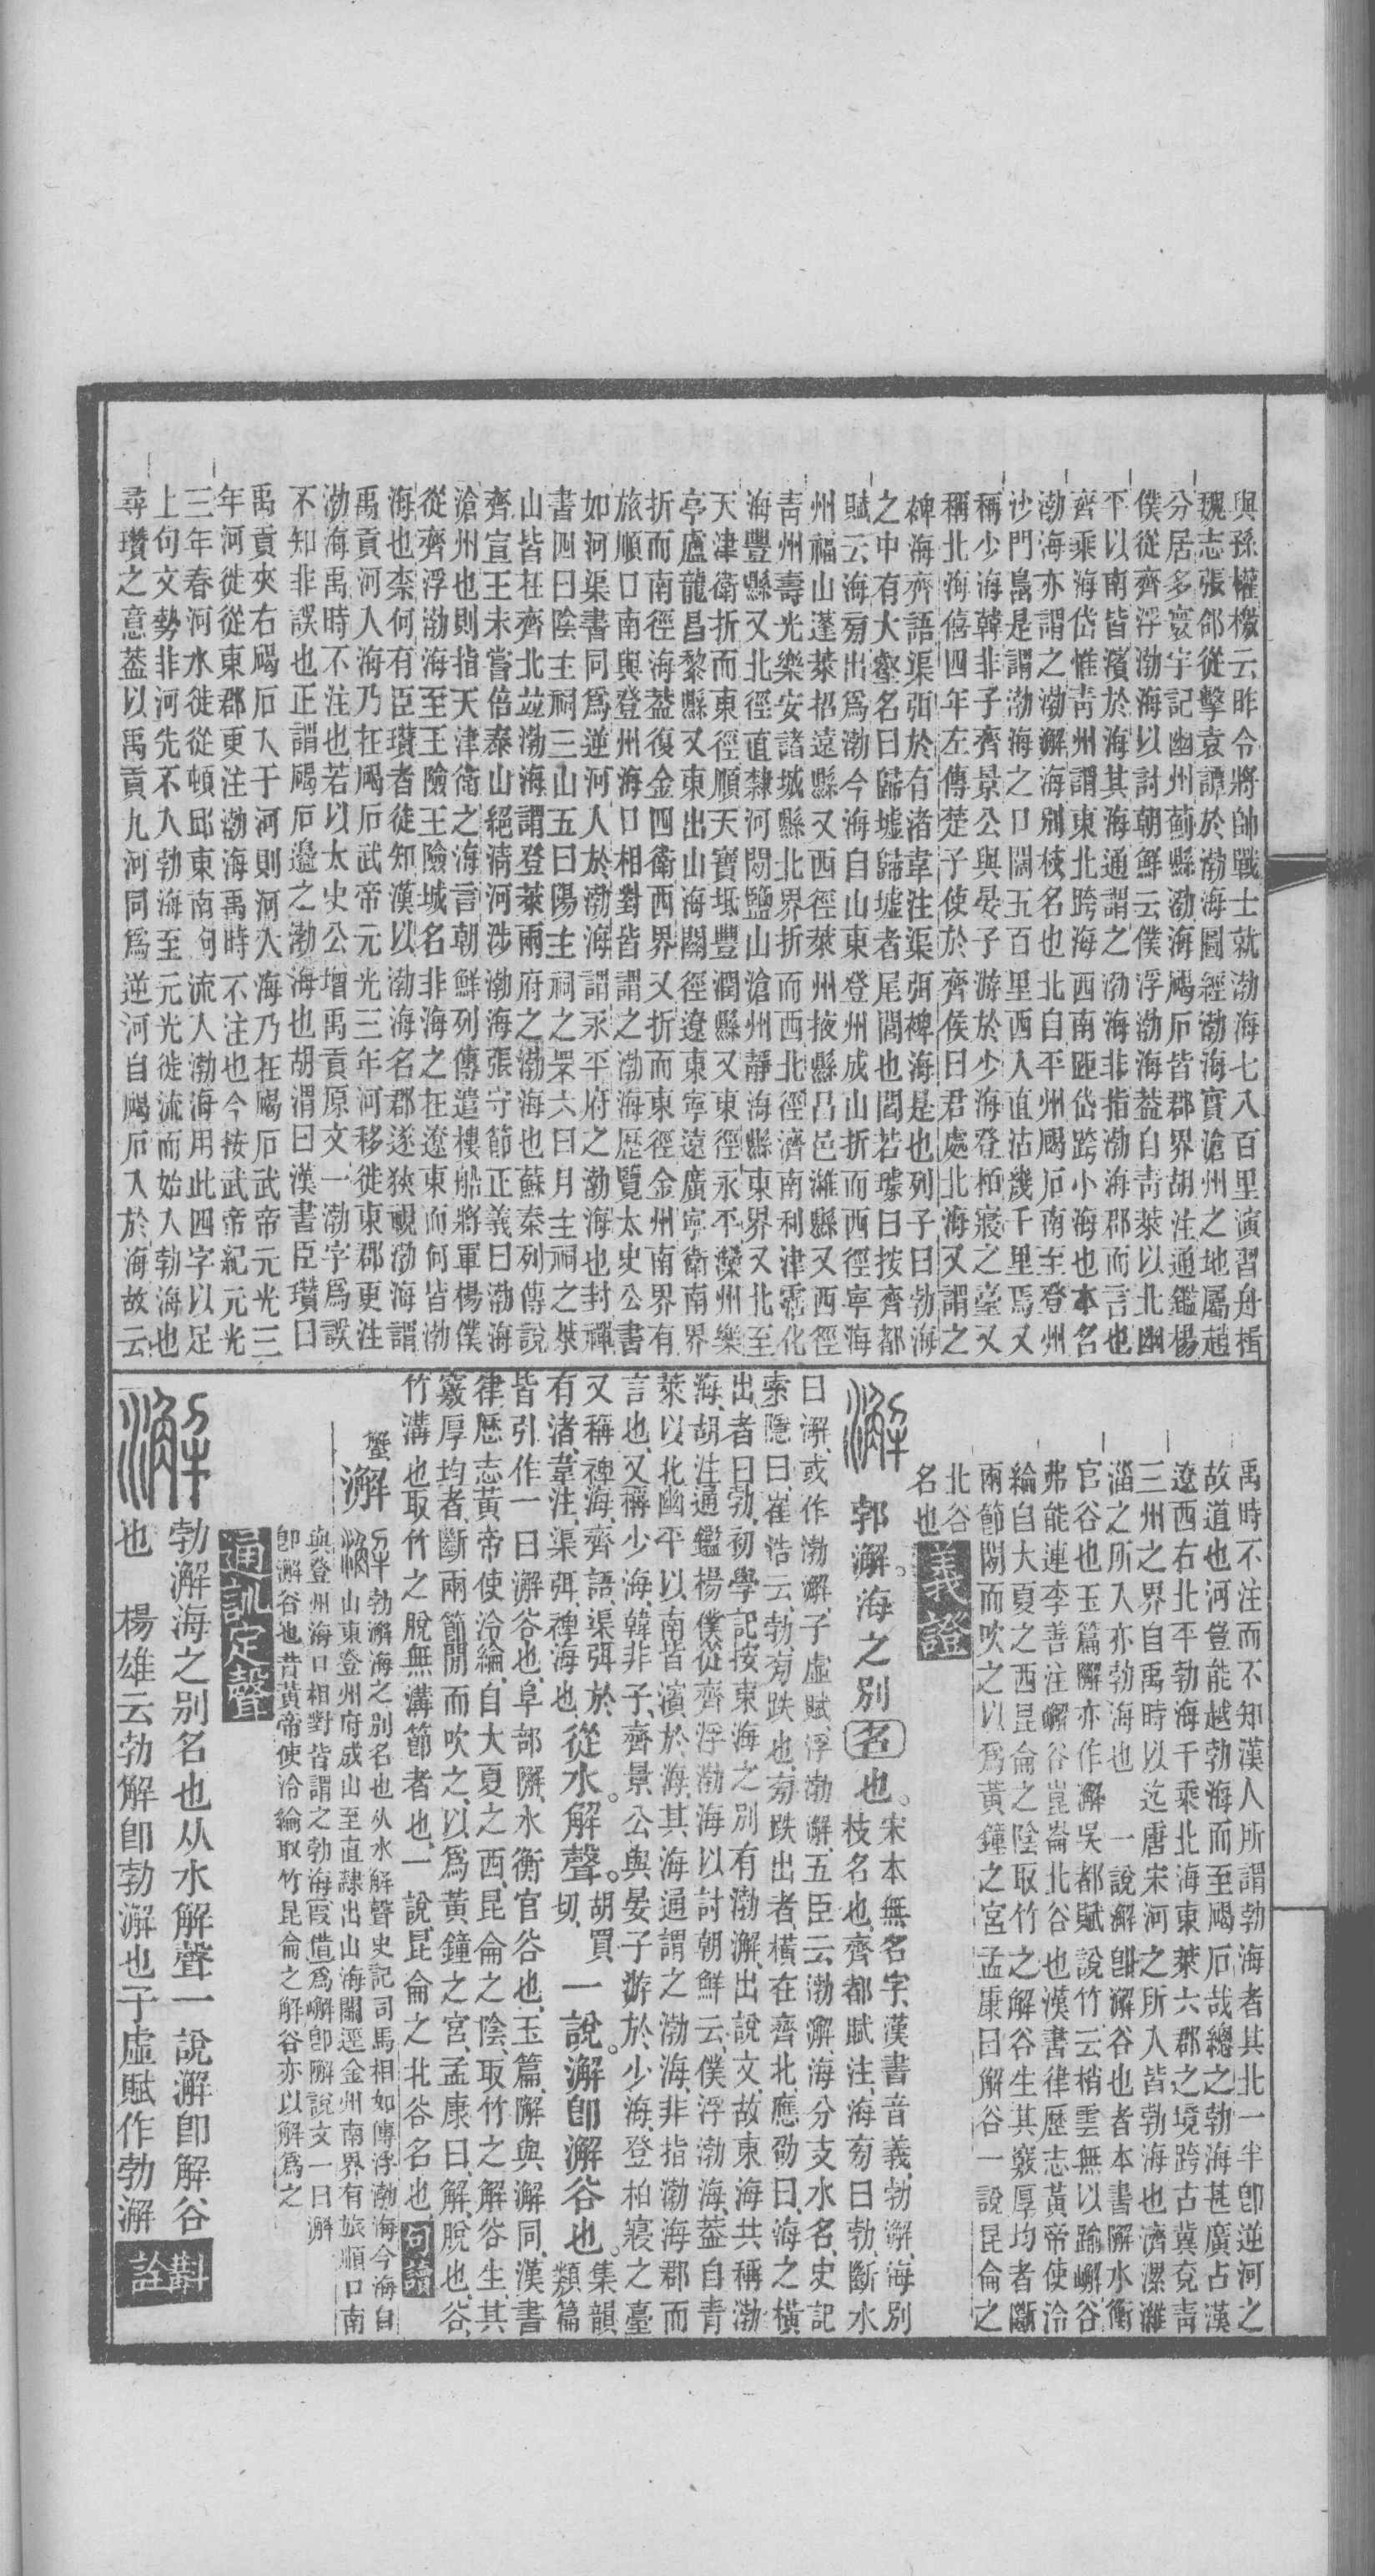 與孫權檄云昨令將帥戰士就渤海七八百里演習舟楫
魏志張郃從擊袁譚於渤海圖經渤海實滄州之地屬趙
分居多寰宇記幽州薊縣渤海碣石皆郡界胡注通鑑楊
僕從齊浮渤海以討朝鮮云僕浮渤海葢自靑萊以北幽
平以南皆濱於海其海通謂之渤海非指渤海郡而言也
齊乘海岱惟靑州謂東北跨海西南距岱跨小海也本名
渤海亦謂之渤澥海別枝名也北自平州碣石南至登州
沙門島是謂渤海之口闊五百里西入直沽幾千里焉又
稱少海韓非子齊景公與晏子游於少海登栢寢之臺又
稱北海僖四年左傳楚子使於齊侯曰君處北海又謂之
裨海齊語渠弭於有渚韋注渠弭裨海是也列子曰勃海
之中有大壑名曰歸墟歸墟者尾閭也閻若璩曰按齊都
賦云海旁出爲渤今海自山東登州成山折而西徑寧海
州福山蓬萊招遠縣又西徑萊州掖縣昌邑濰縣又西徑
靑州壽光樂安諸城縣北界折而西北徑濟南利津霑化
海豐縣又北徑直隸河間鹽山滄州靜海縣東界又北至
天津衛折而東徑順天寶坻豐潤縣又東徑永平灤州樂
亭盧龍昌黎縣又東出山海關徑遼東寧遠廣寧衛南界
折而南徑海葢復金四衛西界又折而東徑金州南界有
旅順口南與登州海口相對皆謂之渤海歷覽太史公書
如河渠書同爲逆河人於渤海謂永平府之渤海也封禪
書四曰陰主祠三山五曰陽主祠之罘六曰月主祠之萊
山皆在齊北竝渤海謂登萊兩府之渤海也蘇秦列傳說
齊宣王未嘗倍泰山絕淸河涉渤海張守節正義曰渤海
滄州也則指天津衛之海言朝鮮列傳遣樓船將軍楊僕
從齊浮渤海至王險王險城名非海之在遼東而何皆渤
海也柰何有臣瓚者徒知漢以渤海名郡遂狹視渤海謂
禹貢河人海乃在碣石武帝元光三年河移徙東郡更注
渤海禹時不注也若以太史公增禹貢原文一渤字爲誤
不知非誤也正謂碣石邉之渤海也胡渭曰漢書臣瓚曰
禹貢夾右碣石入于河則河入海乃在碣石武帝元光三
年河徙從東郡更注渤海禹時不注也今按武帝紀元光
三年春河水徙從頓邱東南句流人渤海用此四字以足
上句文勢非河先不入勃海至元光徙流而始入勃海也
尋瓚之意葢以禹貢九河同爲逆河自碣石入於海故云
禹時不注而不知漢人所謂勃海者其北一半卽逆河之
故道也河豈能越勃海而至碣石哉總之勃海甚廣占漢
遼西右北平勃海千乘北海東萊六郡之境跨古冀兗靑
三州之界自禹時以迄唐宋河之所入皆勃海也濟漯濰
淄之所入亦勃海也一說澥卽澥谷也者本書嶰水衡
官谷也玉篇嶰亦作澥吳都賦說竹云梢雲無以踰嶰谷
弗能連李善注嶰谷崑崙北谷也漢書律歷志黃帝使泠
綸自大夏之西昆侖之陰取竹之解谷生其竅厚均者斷
兩節閒而吹之以爲黃鐘之宮孟康曰解谷一說昆侖之
北谷
名也 義證
澥 郭澥。海之別名也。宋本無名字、漢書音義、勃澥、海別
枝名也、齊都賦注、海旁曰勃、斷水
曰澥、或作渤澥、子虛賦、浮渤澥、五臣云、渤澥、海分支水名、史記
索隱曰、崔浩云、勃、旁跌也、旁跌出者、橫在齊北、應劭曰、海之橫
出者曰勃、初學記、按東海之別有渤澥、出說文、故東海共稱渤
海、胡注通鑑、楊僕從齊浮渤海以討朝鮮云、僕浮渤海、葢自靑
萊以北、幽平以南、皆濱於海、其海通謂之渤海、非指渤海郡而
言也、又稱少海、韓非子、齊景公與晏子游於少海、登柏寢之臺
又稱裨海、齊語、渠弭於
有渚、韋注、渠弭、裨海也 從水。解聲。胡買
切、 一說。澥卽澥谷也。集韻、
類篇
皆引作一曰澥谷也、阜部嶰、水衡官谷也、玉篇、嶰與澥同、漢書
律歷志、黃帝使泠綸、自大夏之西、昆侖之陰、取竹之解谷生、其
竅厚均者、斷兩節閒而吹之、以爲黃鐘之宮、孟康曰、解、脫也、谷、
竹溝也、取竹之脫無溝節者也、一說昆侖之北谷名也、句讀
蟹 澥 勃澥海之別名也从水解聲史記司馬相如傳浮渤海今海自
山東登州府成山至直隸出山海關逕金州南界有旅順口南
與登州海口相對皆謂之勃海叚借爲嶰卽嶰說文一曰澥
卽澥谷也昔黃帝使泠綸取竹昆侖之解谷亦以解爲之
通訓定聲
澥 勃澥海之別名也从水解聲一說澥卽解谷
也 楊雄云勃解卽勃澥也子虛賦作勃解 斠詮